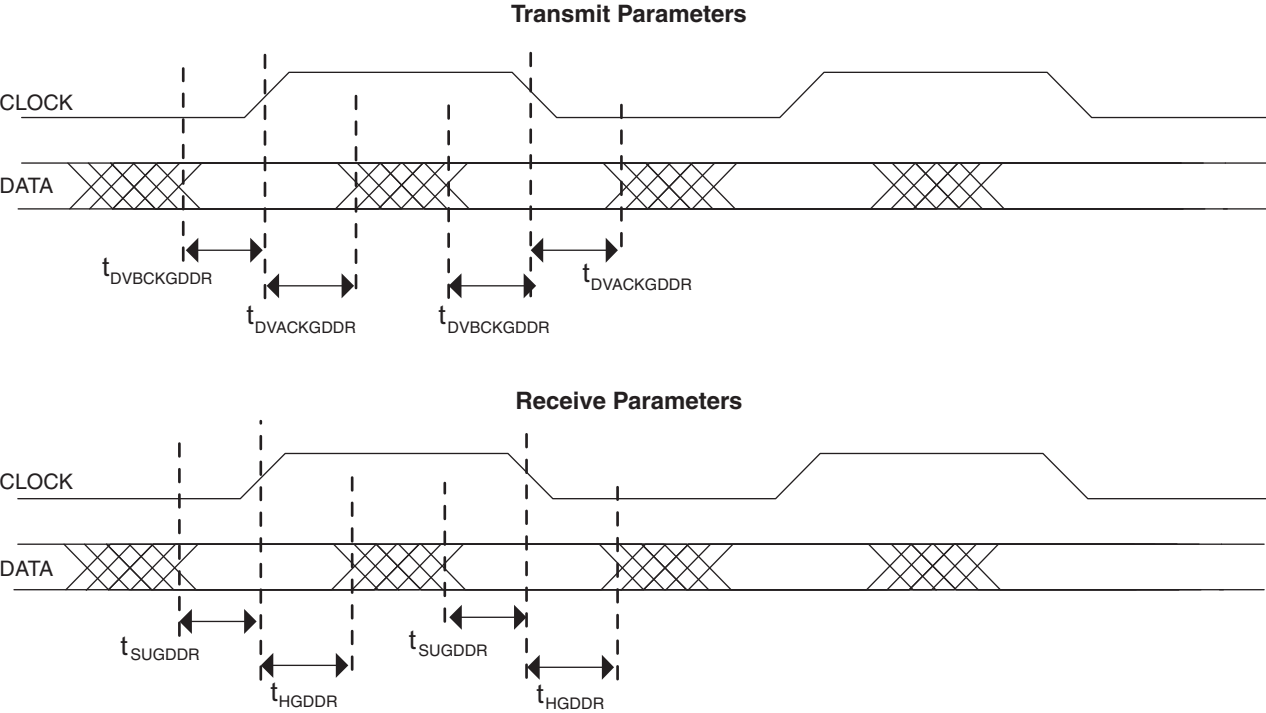 Transmit Parameters
CLOCK
DATA
tDVBCKGDDR
tDVACKGDDR
tDVACKGDDR
tDVBCKGDDR
Receive Parameters
CLOCK
DATA
tSUGDDR
tSUGDDR
tHGDDR
tHGDDR